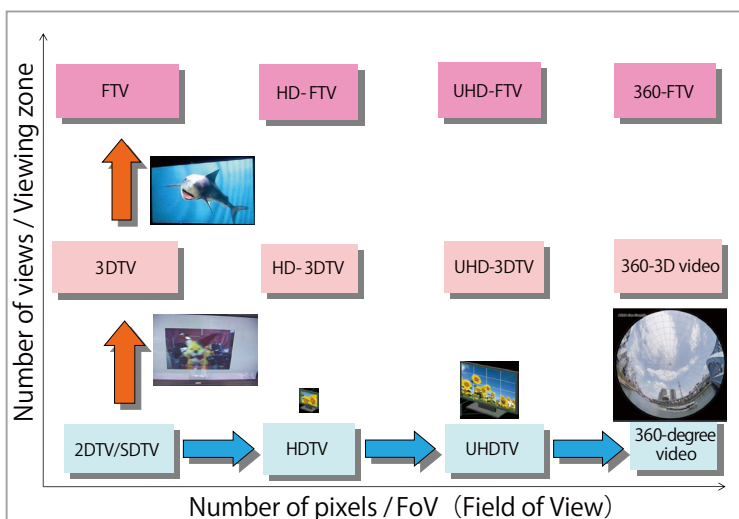 Number of views / Viewing zone
FTV
HD- FTV
UHD-FTV
360-FTV
3DTV
HD- 3DTV
UHD-3DTV
360-3D video
2DTV/SDTV
HDTV
UHDTV
360-degree
video
Number of pixels / FoV（Field of View）